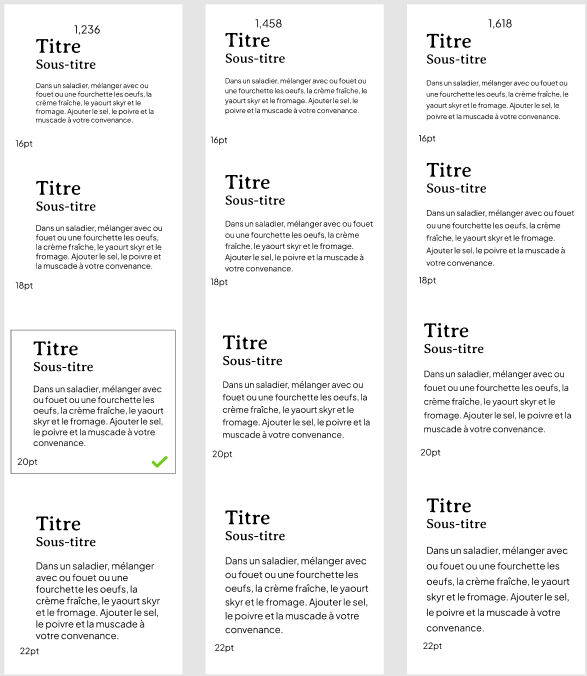 1,236
Titre
Sous-titre
Dans un saladier, mélanger avec ou
fouet ou une fourchette les oeufs, la
crème fraîche, le yaourt skyr et le
fromage. Ajouter le sel, le poivre et la
muscade à votre convenance.
16pt
Titre
Sous-titre
Dans un saladier, mélanger avec ou
fouet ou une fourchette les oeufs,
la crème fraîche, le yaourt skyr et le
fromage. Ajouter le sel, le poivre et
la muscade à votre convenance.
18pt
Titre
Sous-titre
Dans un saladier, mélanger avec
ou fouet ou une fourchette les
oeufs, la crème fraîche, le yaourt
skyr et le fromage. Ajouter le sel,
le poivre et la muscade à votre
convenance.
20pt
Titre
Sous-titre
Dans un saladier, mélanger
avec ou fouet ou une
fourchette les oeufs, la
crème fraîche, le yaourt skyr
et le fromage. Ajouter le sel,
le poivre et la muscade à
votre convenance.
22pt
1,458
Titre
Sous-titre
Dans un saladier, mélanger avec ou fouet ou
une fourchette les oeufs, la crème fraîche, le
yaourt skyr et le fromage. Ajouter le sel, le
poivre et la muscade à votre convenance.
16pt
Titre
Sous-titre
Dans un saladier, mélanger avec ou fouet
ou une fourchette les oeufs, la crème
fraîche, le yaourt skyr et le fromage.
Ajouter le sel, le poivre et la muscade à
votre convenance.
18pt
Titre
Sous-titre
Dans un saladier, mélanger avec ou
fouet ou une fourchette les oeufs, la
crème fraîche, le yaourt skyr et le
fromage. Ajouter le sel, le poivre et la
muscade à votre convenance.
20pt
Titre
Sous-titre
Dans un saladier, mélanger avec
ou fouet ou une fourchette les
oeufs, la crème fraîche, le yaourt
skyr et le fromage. Ajouter le sel,
le poivre et la muscade à votre
convenance.
22pt
1,618
Titre
Sous-titre
Dans un saladier, mélanger avec ou fouet ou
une fourchette les oeufs, la crème fraîche, le
yaourt skyr et le fromage. Ajouter le sel, le
poivre et la muscade à votre convenance.
16pt
Titre
Sous-titre
Dans un saladier, mélanger avec ou fouet
ou une fourchette les oeufs, la crème
fraîche, le yaourt skyr et le fromage.
Ajouter le sel, le poivre et la muscade à
votre convenance.
18pt
Titre
Sous-titre
Dans un saladier, mélanger avec ou
fouet ou une fourchette les oeufs, la
crème fraîche, le yaourt skyr et le
fromage. Ajouter le sel, le poivre et la
muscade à votre convenance.
20pt
Titre
Sous-titre
Dans un saladier, mélanger avec
ou fouet ou une fourchette les
oeufs, la crème fraîche, le yaourt
skyr et le fromage. Ajouter le sel,
le poivre et la muscade à votre
convenance.
22pt